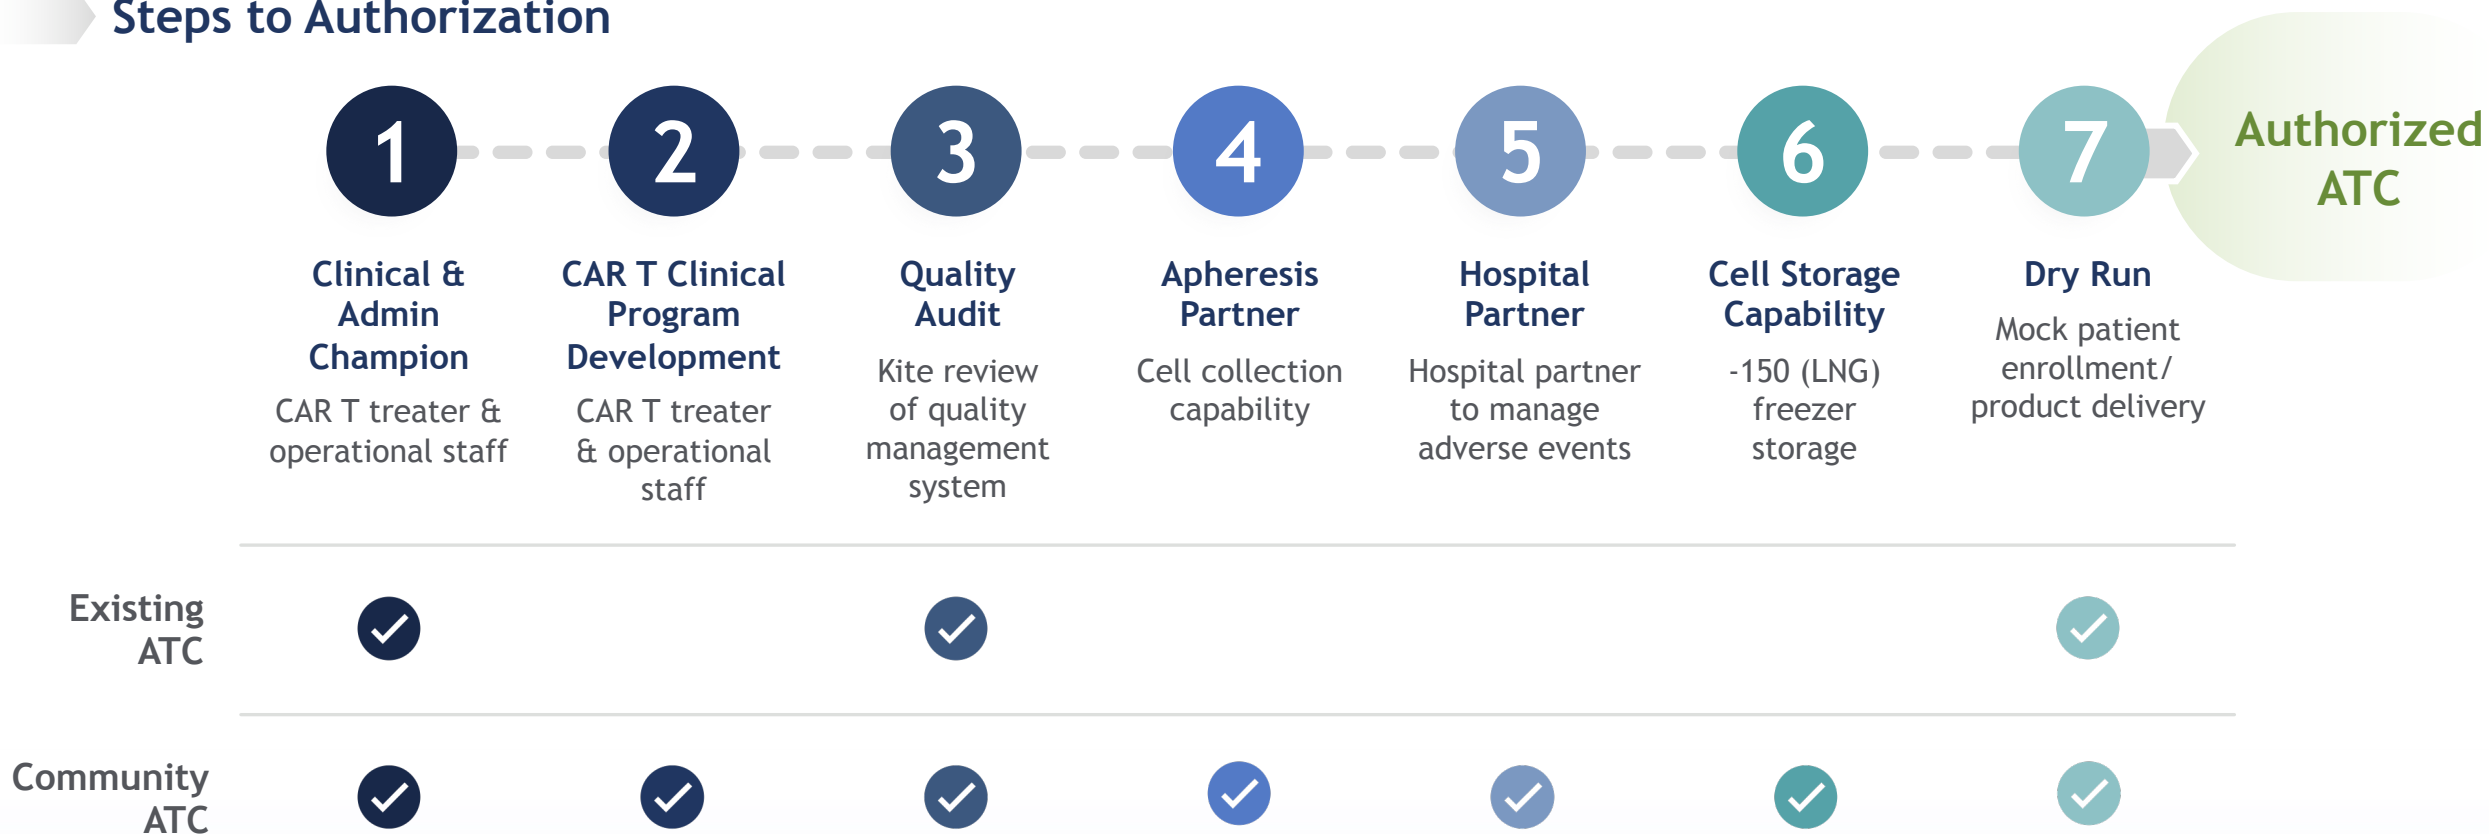 Steps to Authorization
1
2
3
4
5
6
7
Authorized
ATC
Clinical &
Admin
Champion
CAR T treater &
operational staff
CAR T Clinical
Program
Development
CAR T treater
& operational
staff
Quality
Audit
Kite review
of quality
management
system
Apheresis
Partner
Cell collection
capability
Hospital
Partner
Hospital partner
to manage
adverse events
Cell Storage
Capability
-150 (LNG)
freezer
storage
Dry Run
Mock patient
enrollment/
product delivery
Existing
ATC
Community
ATC